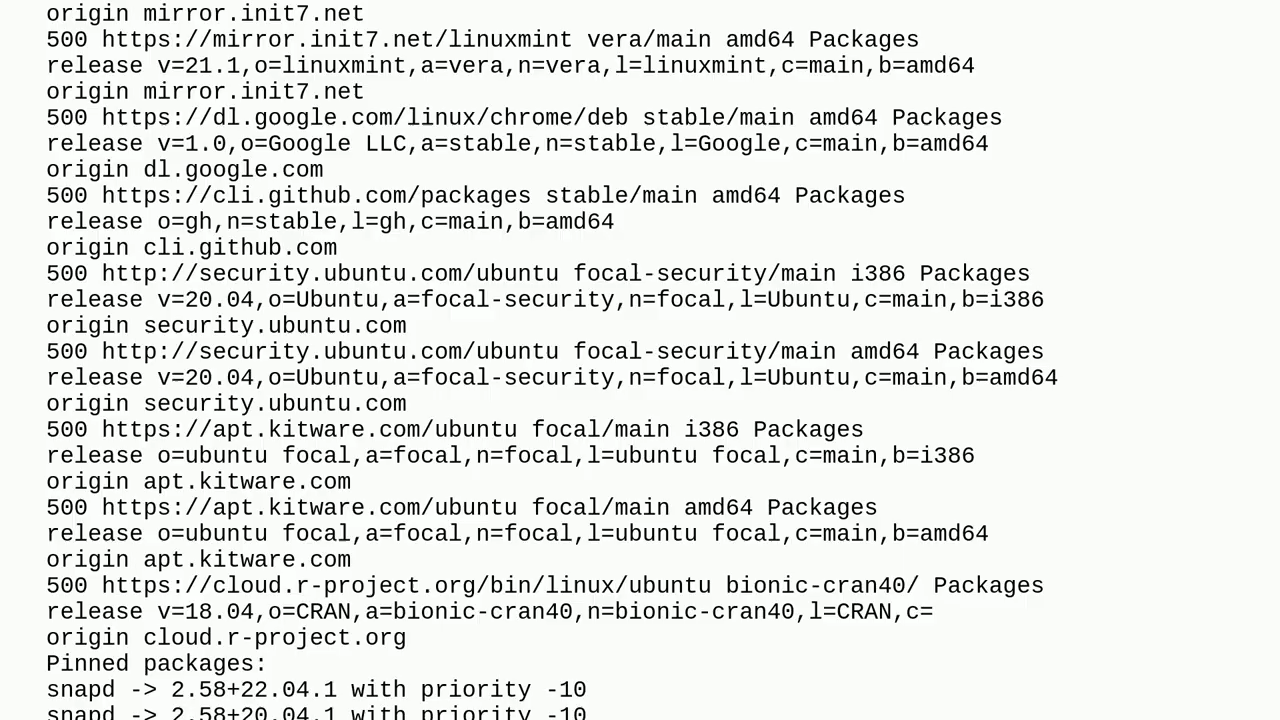 origin mirror.init7.net
500 https://mirror.init7.net/linuxmint vera/main amd64 Packages
release v=21.1,o=linuxmint,a=vera,n=vera,l=linuxmint,c=main,b=amd64
origin mirror.init7.net
500 https://dl.google.com/linux/chrome/deb stable/main amd64 Packages
release v=1.0,o=Google LLC,a=stable,n=stable,l=Google,c=main,b=amd64
origin dl.google.com
500 https://cli.github.com/packages stable/main amd64 Packages
release o=gh,n=stable,l=gh,c=main,b=amd64
origin cli.github.com
500 http://security.ubuntu.com/ubuntu focal-security/main i386 Packages
release v=20.04,o=Ubuntu,a=focal-security,n=focal,l=Ubuntu,c=main,b=i386
origin security.ubuntu.com
500 http://security.ubuntu.com/ubuntu focal-security/main amd64 Packages
release v=20.04,o=Ubuntu,a=focal-security,n=focal,l=Ubuntu,c=main,b=amd64
origin security.ubuntu.com
500 https://apt.kitware.com/ubuntu focal/main i386 Packages
release o=ubuntu focal,a=focal,n=focal,l=ubuntu focal,c=main,b=i386
origin apt.kitware.com
500 https://apt.kitware.com/ubuntu focal/main amd64 Packages
release o=ubuntu focal,a=focal,n=focal,l=ubuntu focal,c=main,b=amd64
origin apt.kitware.com
500 https://cloud.r-project.org/bin/linux/ubuntu bionic-cran40/ Packages
release v=18.04,o=CRAN,a=bionic-cran40,n=bionic-cran40,l=CRAN,c=
origin cloud.r-project.org
Pinned packages:
snapd -> 2.58+22.04.1 with priority -10
snapd -> 2.58+20.04.1 with priority -10